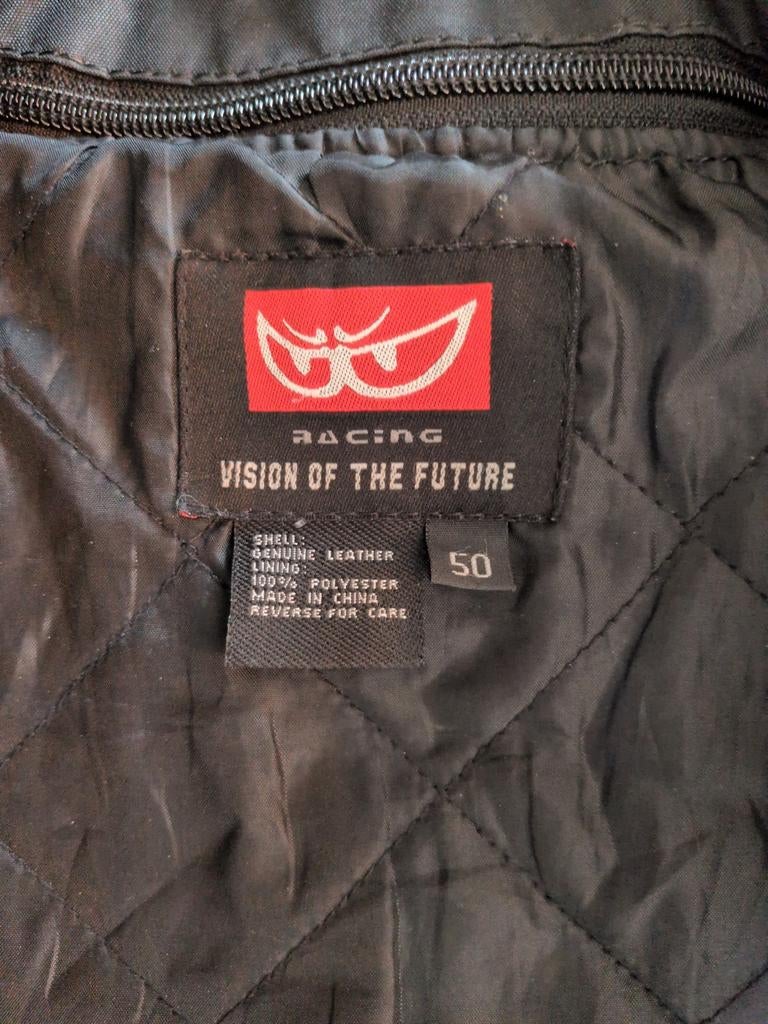 RACING
VISION OF THE FUTURE
SHELL:
GENUINE LEATHER
LINING:
100% POLYESTER
MADE IN CHINA
REVERSE FOR CARE
50